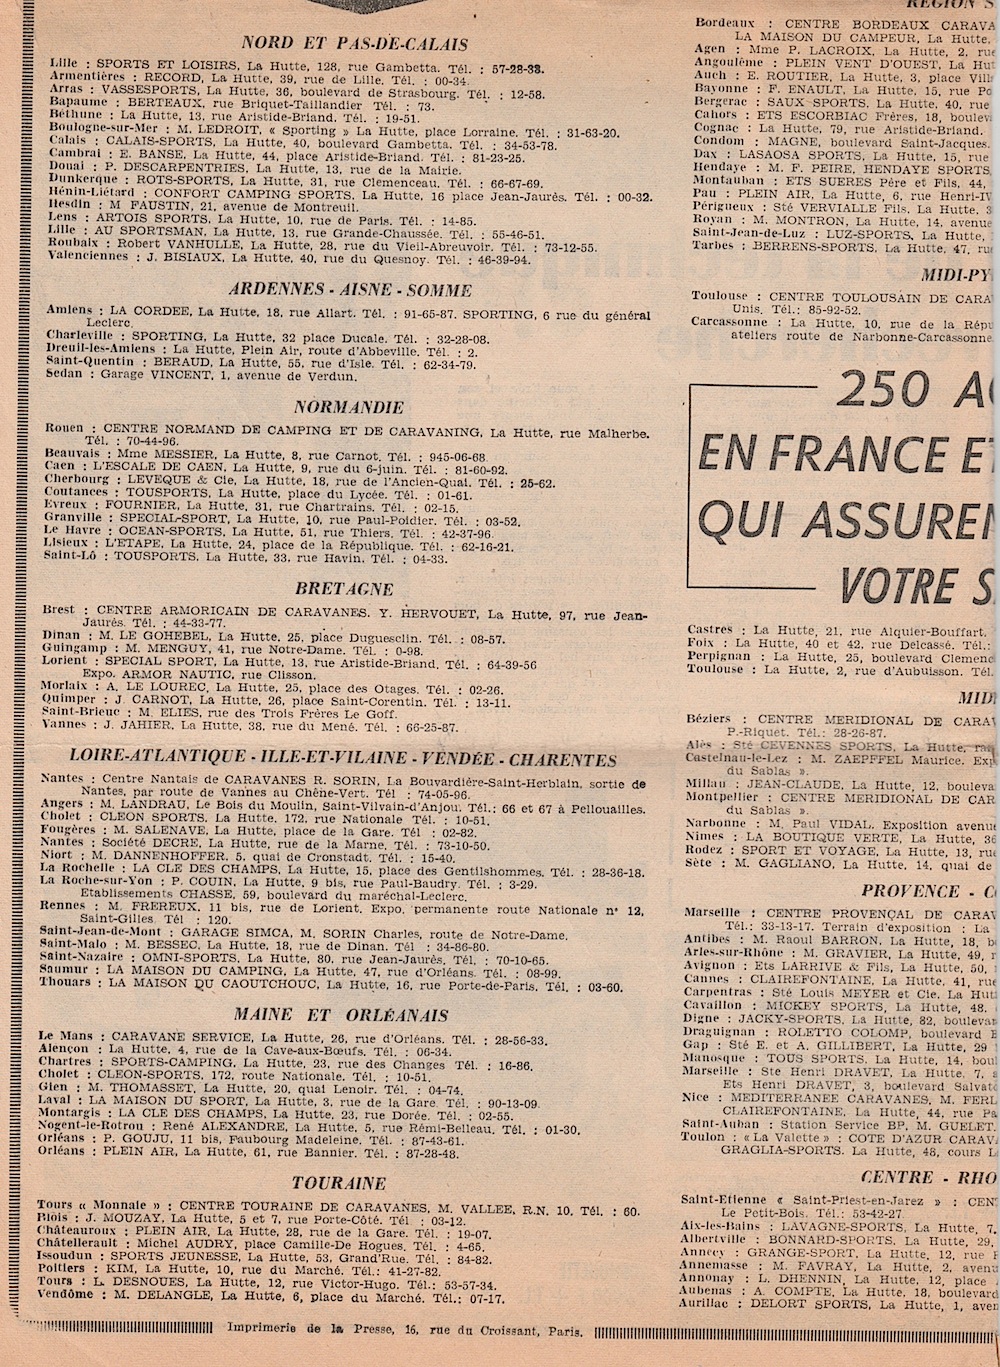 NORD ET PAS-DE-CALAIS
Lille : SPORTS ET LOISIRS, La Hutte, 128, rue Gambetta. Tél. : 57-28-38.
Armentières : RECORD, La Hutte, 39, rue de Lille. Tél. : 00-34.
Arras : VASSESPORTS, La Hutte, 36, boulevard de Strasbourg. Tél. : 12-58.
Bapaume : BERTEAUX, rue Briquet-Taillandier Tél. : 73.
Béthune : La Hutte, 13, rue Aristide-Briand. Tél. : 19-51.
Boulogne-sur-Mer : M. LEDROIT, « Sporting » La Hutte, place Lorraine. Tél. : 31-63-20.
Calais : CALAIS-SPORTS, La Hutte, 40, boulevard Gambetta. Tél. : 34-53-78.
Cambrai : E. BANSE, La Hutte, 44, place Aristide-Briand. Tél. : 81-23-25.
Douai : P. DESCARPENTRIES, La Hutte, 13, rue de la Mairie.
Dunkerque : ROTS-SPORTS, La Hutte, 31, rue Clemenceau. Tél. : 66-67-69.
Hénin-Liétard : CONFORT CAMPING SPORTS, La Hutte, 16 place Jean-Jaurès. Tél. : 00-32.
Hesdin : M FAUSTIN, 21, avenue de Montreuil.
Lens : ARTOIS SPORTS, La Hutte, 10, rue de Paris. Tél. : 14-85.
Lille : AU SPORTSMAN, La Hutte, 13, rue Grande-Chaussée. Tél. : 55-46-51.
Roubaix : Robert VANHULLE, La Hutte, 28, rue du Vieil-Abreuvoir. Tél. : 73-12-55.
Valenciennes : J. BISIAUX, La Hutte, 40, rue du Quesnoy. Tél. : 46-39-94.
ARDENNES - AISNE - SOMME
Amiens : LA CORDEE, La Hutte, 18, rue Allart. Tél. : 91-65-87. SPORTING, 6 rue du général
Leclerc.
Charleville : SPORTING, La Hutte, 32 place Ducale. Tél. : 32-28-08.
Dreuil-les-Amiens : La Hutte, Plein Air, route d'Abbeville. Tél. : 2.
Saint-Quentin : BERAUD, La Hutte, 55, rue d'Isle. Tél. : 62-34-79.
Sedan : Garage VINCENT, 1, avenue de Verdun.
NORMANDIE
Rouen : CENTRE NORMAND DE CAMPING ET DE CARAVANING, La Hutte, rue Malherbe.
Tél. : 70-44-96.
Beauvais : Mme MESSIER, La Hutte, 8, rue Carnot. Tél. : 945-06-68.
Caen : L'ESCALE DE CAEN, La Hutte, 9, rue du 6-juin. Tél. : 81-60-92.
Cherbourg : LEVEQUE & Cie, La Hutte, 18, rue de l'Ancien-Quai. Tél. : 25-62.
Coutances : TOUSPORTS, La Hutte, place du Lycée. Tél. : 01-61.
Evreux : FOURNIER, La Hutte, 31, rue Chartrains. Tél. : 02-15.
Granville : SPECIAL-SPORT, La Hutte, 10, rue Paul-Poidier. Tél. : 03-52.
Le Havre : OCEAN-SPORTS, La Hutte, 51, rue Thiers. Tél. : 42-37-96.
Lisieux : L'ETAPE, La Hutte, 24, place de la République. Tél. : 62-16-21.
Saint-Lô : TOUSPORTS, La Hutte, 33, rue Havin. Tél. : 04-33.
BRETAGNE
Brest : CENTRE ARMORICAIN DE CARAVANES. Y. HERVOUET, La Hutte, 97, rue Jean-
Jaurès. Tél. : 44-33-77.
Dinan : M. LE GOHEBEL, La Hutte, 25, place Duguesclin. Tél. : 08-57.
Guingamp : M. MENGUY, 41, rue Notre-Dame. Tél. : 0-98.
Lorient : SPECIAL SPORT, La Hutte, 13, rue Aristide-Briand. Tél. : 64-39-56
Expo. ARMOR NAUTIC, rue Clisson.
Morlaix : A. LE LOUREC, La Hutte, 25, place des Otages. Tél. : 02-26.
Quimper : J. CARNOT, La Hutte, 26, place Saint-Corentin. Tél. : 13-11.
Saint-Brieuc : M. ELIES, rue des Trois Frères Le Goff.
Vannes : J. JAHIER, La Hutte, 38, rue du Mené. Tél. : 66-25-87.
LOIRE-ATLANTIQUE - ILLE-ET-VILAINE - VENDÉE - CHARENTES
Nantes : Centre Nantais de CARAVANES R. SORIN, La Bouvardière-Saint-Herblain, sortie de
Nantes, par route de Vannes au Chêne-Vert. Tél : 74-05-96.
Angers : M. LANDRAU, Le Bois du Moulin, Saint-Vilvain-d'Anjou. Tél.: 66 et 67 à Pellouailles.
Cholet : CLEON SPORTS, La Hutte, 172, rue Nationale Tél. : 10-51.
Fougères : M. SALENAVE, La Hutte, place de la Gare. Tél : 02-82.
Nantes : Société DECRE, La Hutte, rue de la Marne. Tél. : 73-10-50.
Niort : M. DANNENHOFFER, 5, quai de Cronstadt. Tél. : 15-40.
La Rochelle : LA CLE DES CHAMPS, La Hutte, 15, place des Gentilshommes. Tél. : 28-36-18.
La Roche-sur-Yon : P. COUIN, La Hutte, 9 bis, rue Paul-Baudry. Tél. : 3-29.
Etablissements CHASSE, 59, boulevard du maréchal-Leclerc.
Rennes : M. FREREUX, 11 bis, rue de Lorient. Expo. permanente route Nationale n° 12,
Saint-Gilles. Tél : 120.
Saint-Jean-de-Mont : GARAGE SIMCA, M. SORIN Charles, route de Notre-Dame.
Saint-Malo : M. BESSEC, La Hutte, 18, rue de Dinan. Tél : 34-86-80.
Saint-Nazaire : OMNI-SPORTS, La Hutte, 80, rue Jean-Jaurès. Tél. : 70-10-65.
Saumur : LA MAISON DU CAMPING, La Hutte, 47, rue d'Orléans. Tél. : 08-99.
Thouars : LA MAISON DU CAOUTCHOUC, La Hutte, 16, rue Porte-de-Paris. Tél. : 03-60.
MAINE ET ORLÉANAIS
Le Mans : CARAVANE SERVICE, La Hutte, 26, rue d'Orléans. Tél. : 28-56-33.
Alençon : La Hutte, 4, rue de la Cave-aux-Bœufs. Tél. : 06-34.
Chartres : SPORTS-CAMPING, La Hutte, 23, rue des Changes Tél. : 16-86.
Cholet : CLEON-SPORTS, 172, route Nationale. Tél. : 10-51.
Gien : M. THOMASSET, La Hutte, 20, quai Lenoir. Tél. : 04-74.
Laval : LA MAISON DU SPORT, La Hutte, 3, rue de la Gare. Tél. : 90-13-09.
Montargis : LA CLE DES CHAMPS, La Hutte, 23, rue Dorée. Tél. : 02-55.
Nogent-le-Rotrou : René ALEXANDRE, La Hutte, 5, rue Rémi-Belleau. Tél. : 01-30.
Orléans : P. GOUJU, 11 bis, Faubourg Madeleine. Tél. : 87-43-61.
Orléans : PLEIN AIR, La Hutte, 61, rue Bannier. Tél. : 87-28-48.
TOURAINE
Tours « Monnaie » : CENTRE TOURAINE DE CARAVANES, M. VALLEE, R.N. 10. Tél. : 60.
Blois : J. MOUZAY, La Hutte, 5 et 7, rue Porte-Côté. Tél : 03-12.
Châteauroux : PLEIN AIR, La Hutte, 28, rue de la Gare. Tél. : 19-07.
Châtellerault : Michel AUDRY, place Camille-De Hogues. Tél. : 4-65.
Issoudun : SPORTS JEUNESSE, La Hutte, 53, Grand'Rue. Tél. : 84-82.
Poitiers : KIM, La Hutte, 10, rue du Marché. Tél.: 41-27-82.
Tours : L. DESNOUES, La Hutte, 12, rue Victor-Hugo. Tél.: 53-57-34.
Vendôme : M. DELANGLE, La Hutte, 6, place du Marché. Tél.: 07-17.
REGION S
Bordeaux : CENTRE BORDEAUX CARAVA
LA MAISON DU CAMPEUR, La Hutte,
Agen : Mme P. LACROIX, La Hutte, 2, rue
Angoulême : PLEIN VENT D'OUEST, La Hut
Auch : E. ROUTIER, La Hutte, 3, place Vill
Bayonne : F. ENAULT, La Hutte, 15, rue Po
Bergerac : SAUX SPORTS, La Hutte, 40, rue
Cahors : ETS ESCORBIAC Frères, 18, boulev
Cognac : La Hutte, 79, rue Aristide-Briand.
Condom : MAGNE, boulevard Saint-Jacques.
Dax : LASAOSA SPORTS, La Hutte, 15, rue
Hendaye : M. F. PEIRE, HENDAYE SPORTS,
Montauban : ETS SUERES Père et Fils, 44,
Pau : PLEIN AIR, La Hutte, 6, rue Henri-IV
Périgueux : Sté VERVIALLE Fils, La Hutte, 3
Royan : M. MONTRON, La Hutte, 14, avenue
Saint-Jean-de-Luz : LUZ-SPORTS, La Hutte,
Tarbes : BERRENS-SPORTS, La Hutte, 47, rue
MIDI-PY
Toulouse : CENTRE TOULOUSAIN DE CARA
Unis. Tél.: 85-92-52.
Carcassonne : La Hutte, 10, rue de la Répu
ateliers route de Narbonne-Carcassonne
250 AG
EN FRANCE ET
QUI ASSUREN
VOTRE S
Castres : La Hutte, 21, rue Alquier-Bouffart.
Foix : La Hutte, 40 et 42, rue Delcassé. Tél.:
Perpignan : La Hutte, 25, boulevard Clemenc
Toulouse : La Hutte, 2, rue d'Aubuisson. Tél.
MIDI
Béziers : CENTRE MERIDIONAL DE CARAV
P.-Riquet. Tél.: 28-26-87.
Alès : Sté CEVENNES SPORTS, La Hutte,
Castelnau-le-Lez : M. ZAEPFFEL Maurice. Exp
du Sablas ».
Millau : JEAN-CLAUDE, La Hutte, 12, bouleva
Montpellier : CENTRE MERIDIONAL DE CAR
du Sablas ».
Narbonne : M. Paul VIDAL. Exposition avenue
Nîmes : LA BOUTIQUE VERTE, La Hutte, 36
Rodez : SPORT ET VOYAGE, La Hutte, 13, rue
Sète : M. GAGLIANO, La Hutte, 14, quai de
PROVENCE - C
Marseille : CENTRE PROVENÇAL DE CARAV
Tél.: 33-13-17. Terrain d'exposition : La
Antibes : M. Raoul BARRON, La Hutte, 18, b
Arles-sur-Rhône : M. GRAVIER, La Hutte, 49, r
Avignon : Ets LARRIVE & Fils, La Hutte, 50,
Cannes : CLAIREFONTAINE, La Hutte, 41, rue
Carpentras : Sté Louis MEYER et Cie, La Hut
Cavaillon : MICKEY SPORTS, La Hutte, 48,
Digne : JACKY-SPORTS, La Hutte, 82, boulevar
Draguignan : ROLETTO COLOMP, boulevard
Gap : Sté E. et A. GILLIBERT, La Hutte, 29
Manosque : TOUS SPORTS, La Hutte, 14, boul
Marseille : Ste Henri DRAVET, La Hutte, 7,
Ets Henri DRAVET, 3, boulevard Salvato
Nice : MEDITERRANEE CARAVANES, M. FERL
CLAIREFONTAINE, La Hutte, 44, rue Pa
Saint-Auban : Station Service BP, M. GUELET.
Toulon : « La Valette » : COTE D'AZUR CARAV
GRAGLIA-SPORTS, La Hutte, 48, cours L
CENTRE - RHO
Saint-Etienne « Saint-Priest-en-Jarez » : CEN
Le Petit-Bois. Tél.: 53-42-27.
Aix-les-Bains : LAVAGNE-SPORTS, La Hutte, 7,
Albertville : BONNARD-SPORTS, La Hutte, 29,
Annecy : GRANGE-SPORT, La Hutte, 12, rue
Annemasse : M. FAVRAY, La Hutte, 2, avenu
Annonay : L. DHENNIN, La Hutte, 12, place
Aubenas : A. COMPTE, La Hutte, 18, boulevard
Aurillac : DELORT SPORTS, La Hutte, 1, aven
Imprimerie de la Presse, 16, rue du Croissant, Paris.